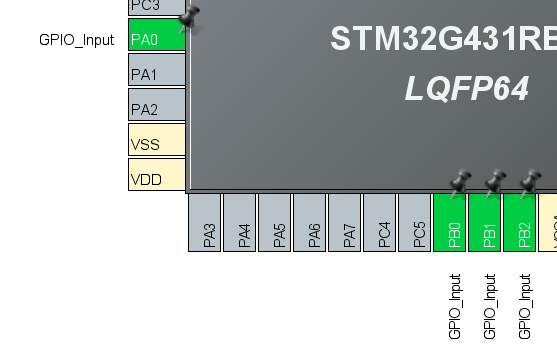 PC3
GPIO_Input PA0
PA1
PA2
VSS
VDD
STM32G431RB
LQFP64
PA3 PA4 PA5 PA6 PA7 PC4 PC5 PB0 PB1 PB2
GPIO_Input GPIO_Input GPIO_Input